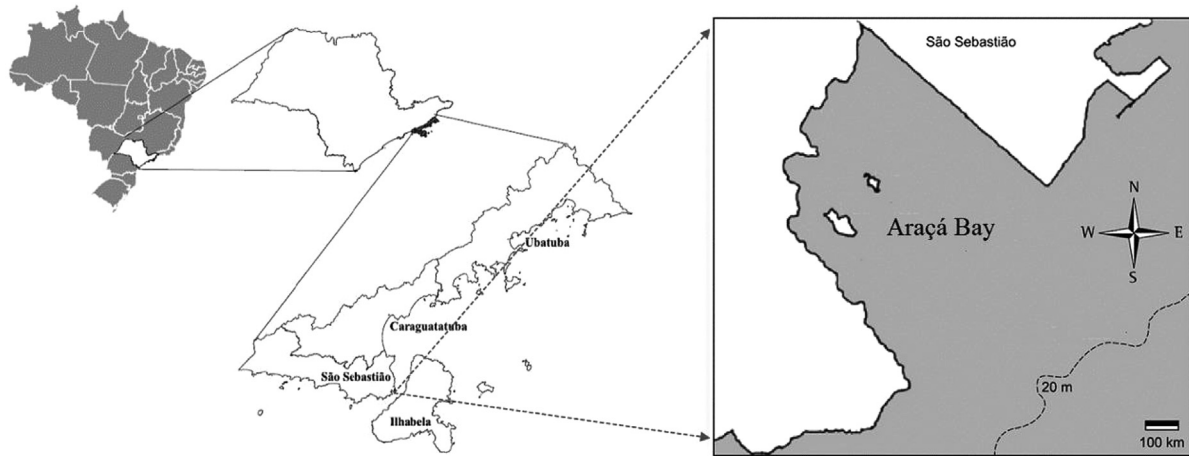 Ubatuba
Caraguatatuba
São Sebastião
Ilhabela
São Sebastião
Araçá Bay
N
W E
S
20 m
100 km